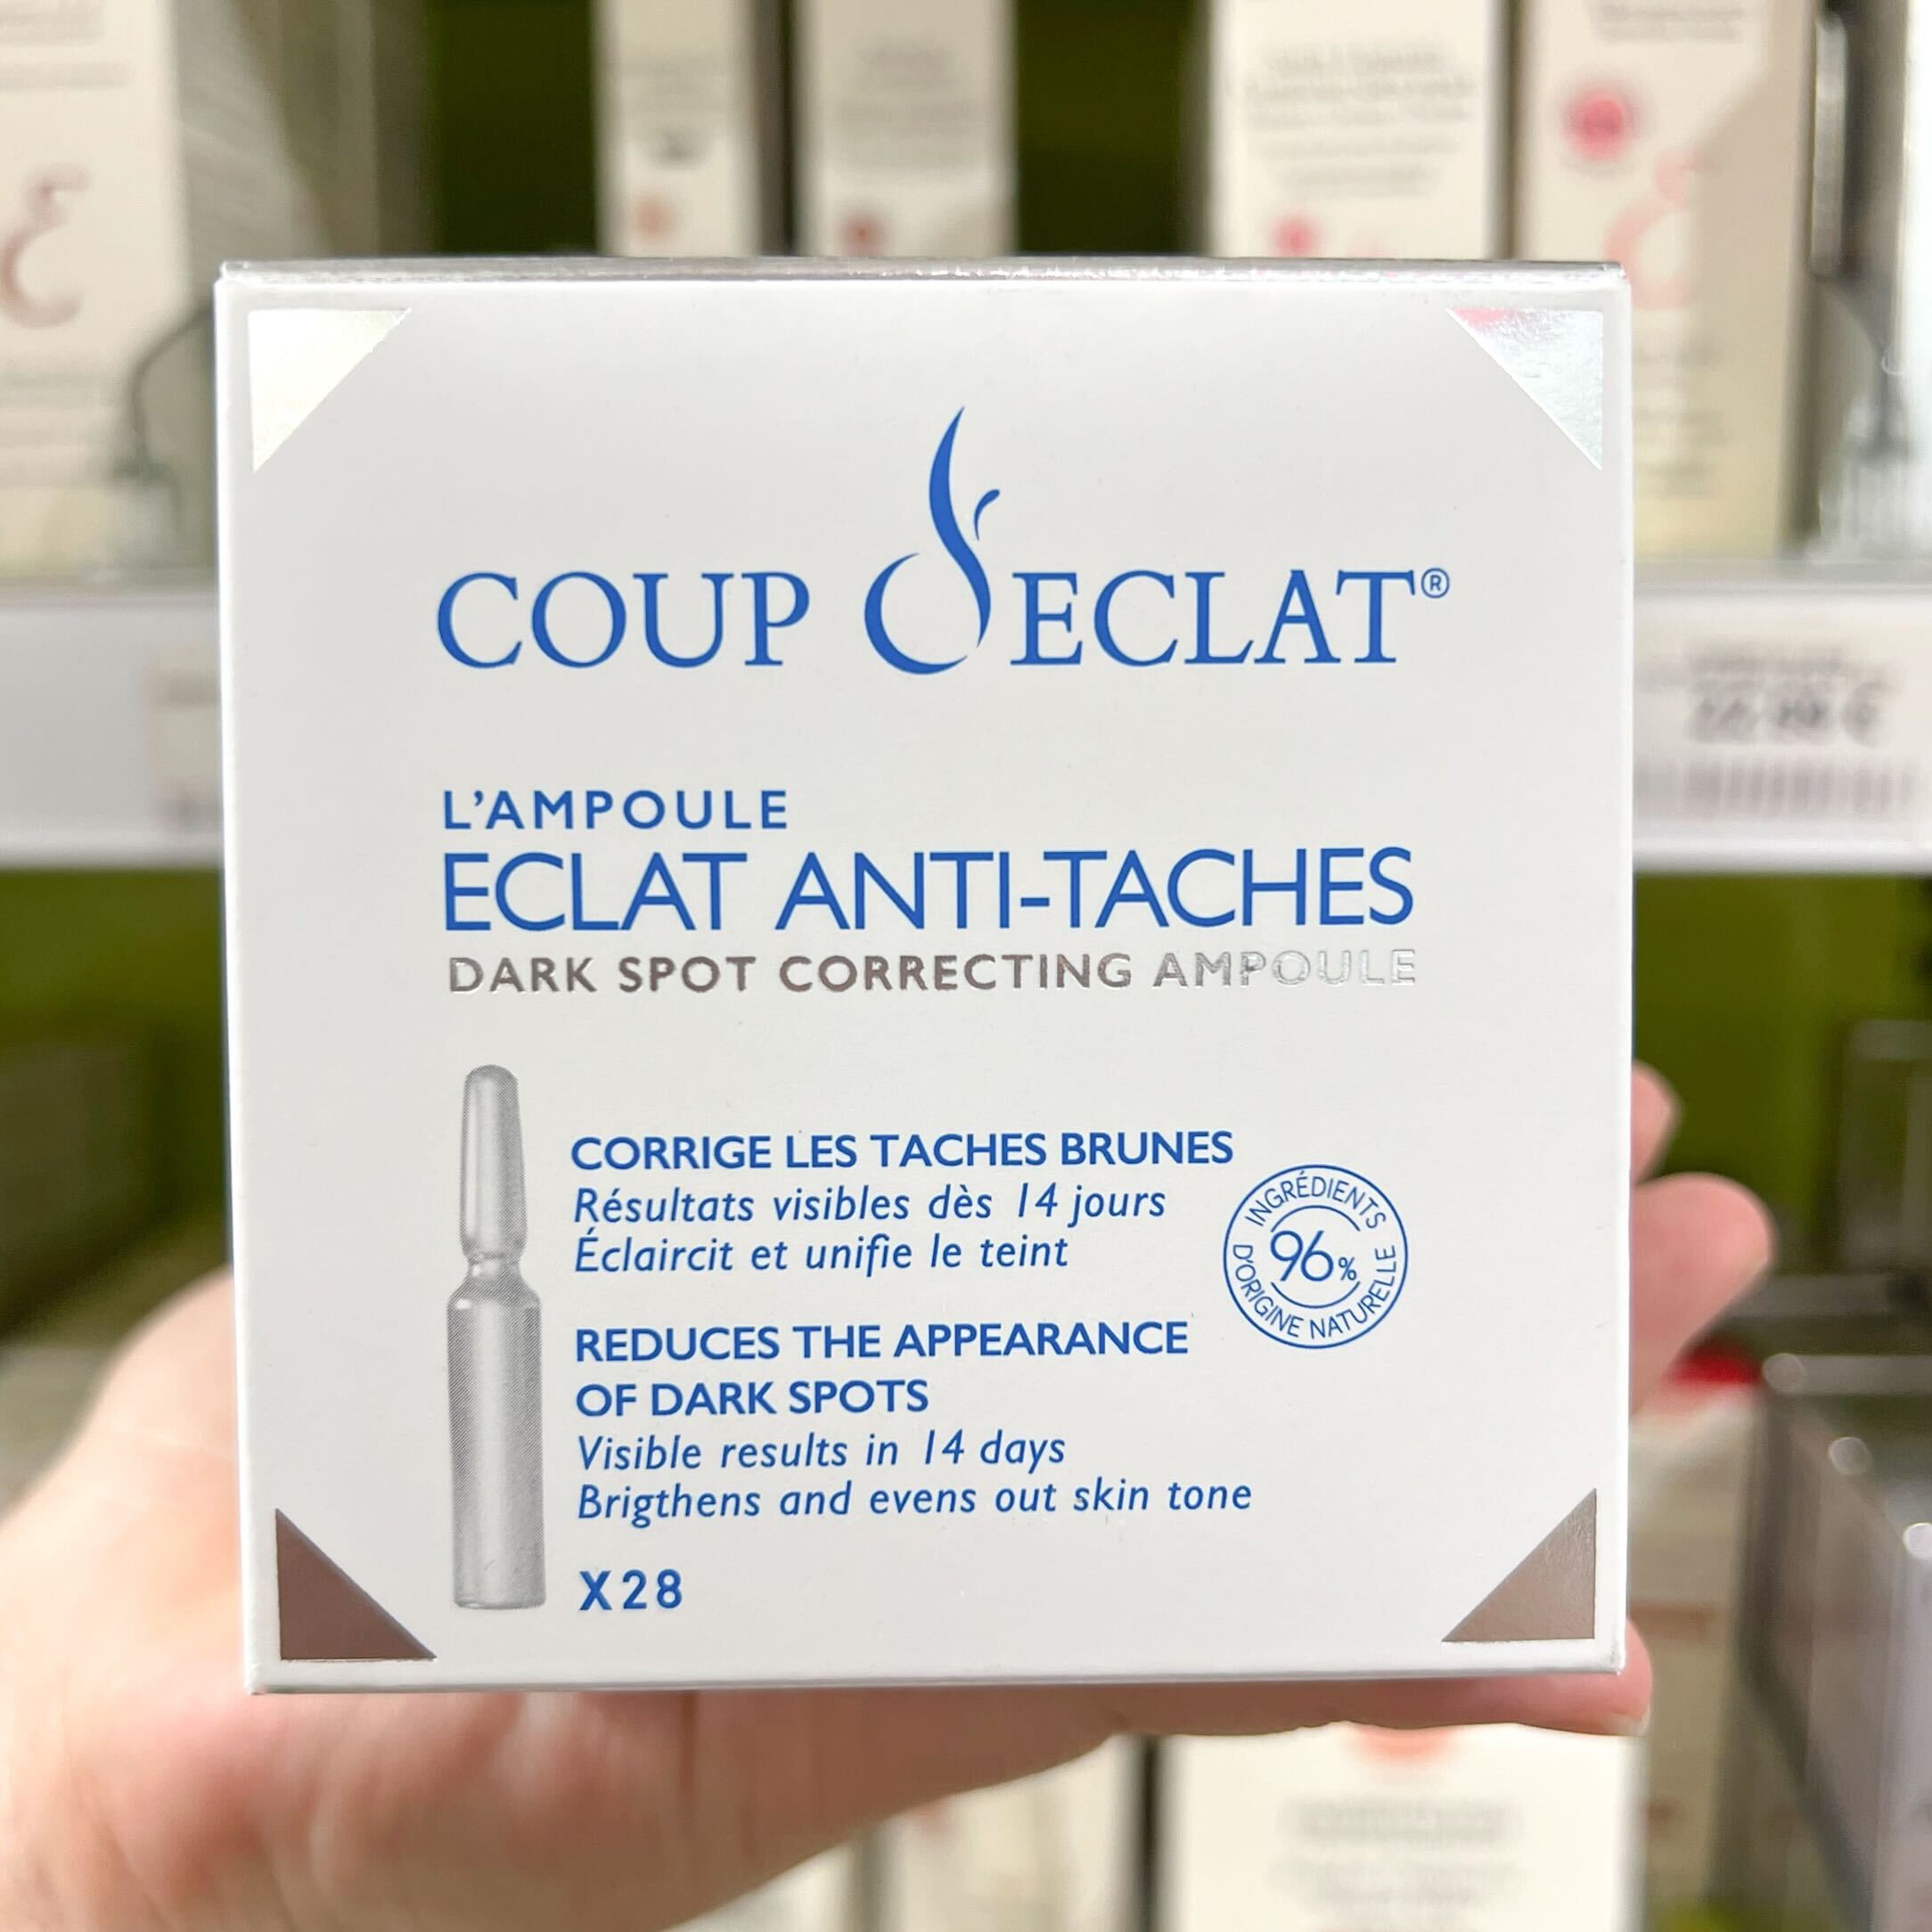 COUP D'ECLAT®
L'AMPOULE
ECLAT ANTI-TACHES
DARK SPOT CORRECTING AMPOULE
CORRIGE LES TACHES BRUNES
Résultats visibles dès 14 jours
Éclaircit et unifie le teint
INGRÉDIENTS
96%
D'ORIGINE NATURELLE
REDUCES THE APPEARANCE
OF DARK SPOTS
Visible results in 14 days
Brigthens and evens out skin tone
X28